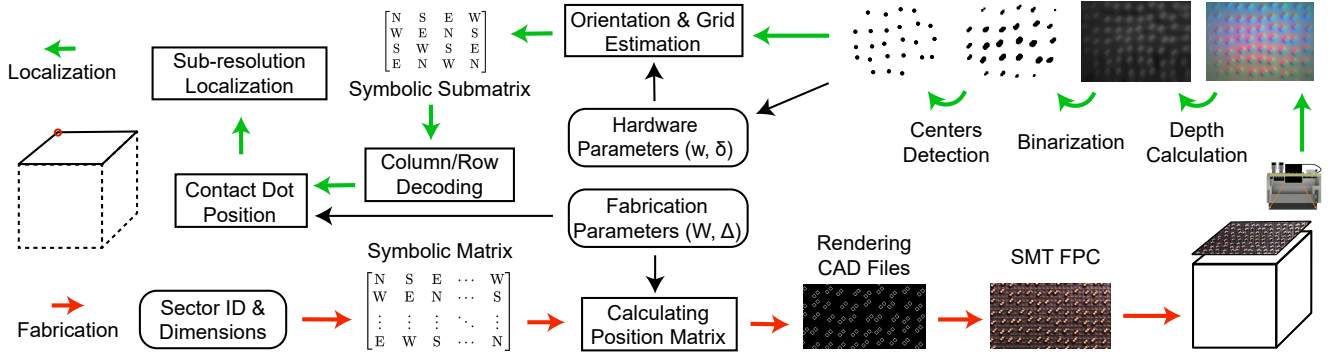 N S E W
W E N S
S W S E
E N W N
Symbolic Submatrix
Orientation & Grid
Estimation
Localization
Sub-resolution
Localization
Hardware
Parameters (w, δ)
Centers
Detection
Binarization
Depth
Calculation
Column/Row
Decoding
Contact Dot
Position
Fabrication
Parameters (W, Δ)
Symbolic Matrix
N S E ⋯ W
W E N ⋯ S
⋮ ⋮ ⋮ ⋱ ⋮
E W S ⋯ N
Rendering
CAD Files
SMT FPC
Fabrication
Sector ID &
Dimensions
Calculating
Position Matrix